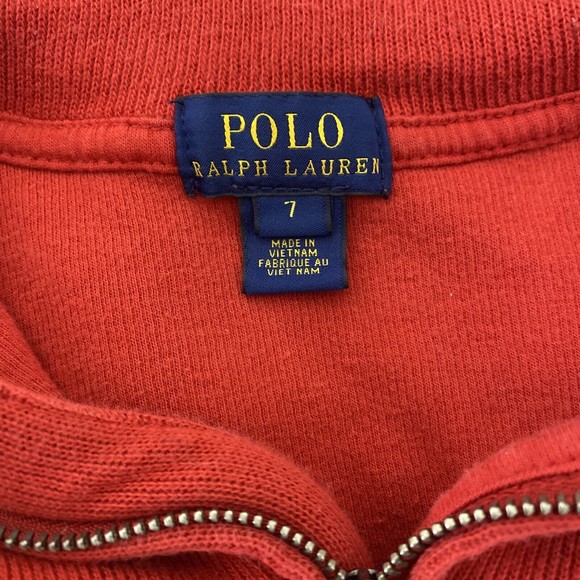 POLO
RALPH LAUREN
7
MADE IN
VIETNAM
FABRIQUE AU
VIET NAM